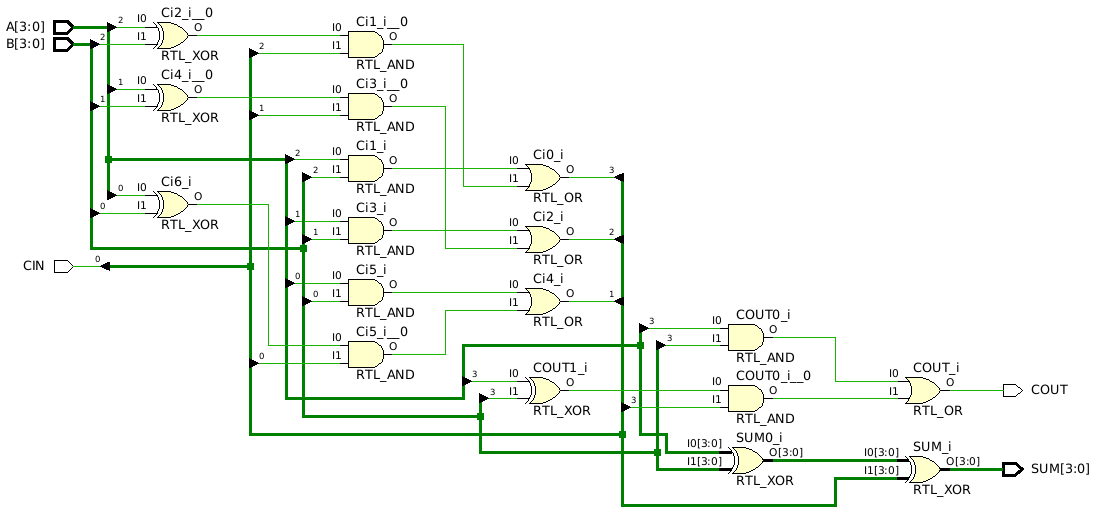 A[3:0]
B[3:0]
CIN
0
2
I0
2
I1
Ci2_i__0
O
RTL_XOR
1
I0
1
I1
Ci4_i__0
O
RTL_XOR
0
I0
0
I1
Ci6_i
O
RTL_XOR
Ci1_i__0
I0
O
2
I1
RTL_AND
Ci3_i__0
I0
O
1
I1
RTL_AND
Ci1_i
2
I0
O
2
I1
RTL_AND
Ci3_i
1
I0
O
1
I1
RTL_AND
Ci5_i
0
I0
O
0
I1
RTL_AND
Ci5_i__0
I0
O
0
I1
RTL_AND
Ci0_i
I0
O
3
I1
RTL_OR
Ci2_i
I0
O
2
I1
RTL_OR
Ci4_i
I0
O
1
I1
RTL_OR
COUT1_i
3
I0
O
3
I1
RTL_XOR
COUT0_i
3
I0
O
3
I1
RTL_AND
COUT0_i__0
I0
O
3
I1
RTL_AND
SUM0_i
I0[3:0]
O[3:0]
I1[3:0]
RTL_XOR
COUT_i
I0
O
I1
RTL_OR
COUT
SUM_i
I0[3:0]
O[3:0]
I1[3:0]
RTL_XOR
SUM[3:0]